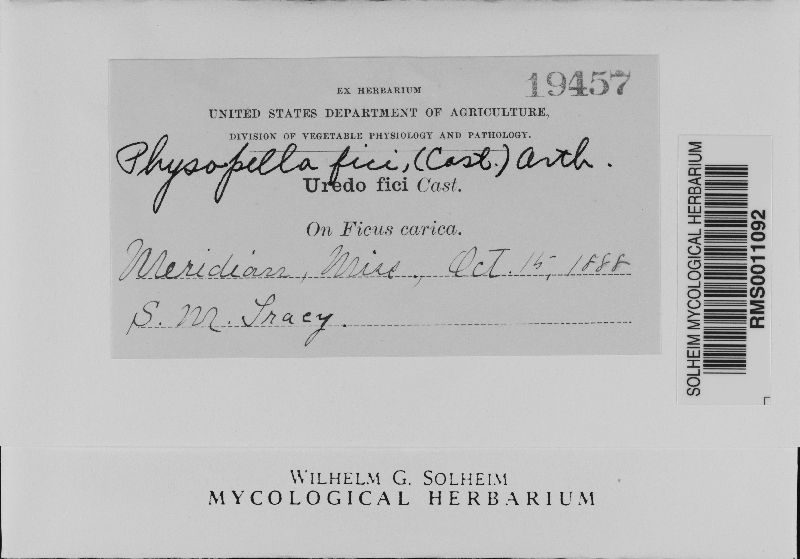 19457
EX HERBARIUM
UNITED STATES DEPARTMENT OF AGRICULTURE,
DIVISION OF VEGETABLE PHYSIOLOGY AND PATHOLOGY.
Physopella fici, (Cast.) Arth.
Uredo fici Cast.
On Ficus carica.
Meridian, Miss., Oct. 15, 1888
S. M. Tracy.
SOLHEIM MYCOLOGICAL HERBARIUM
RMS0011092
WILHELM G. SOLHEIM
MYCOLOGICAL HERBARIUM